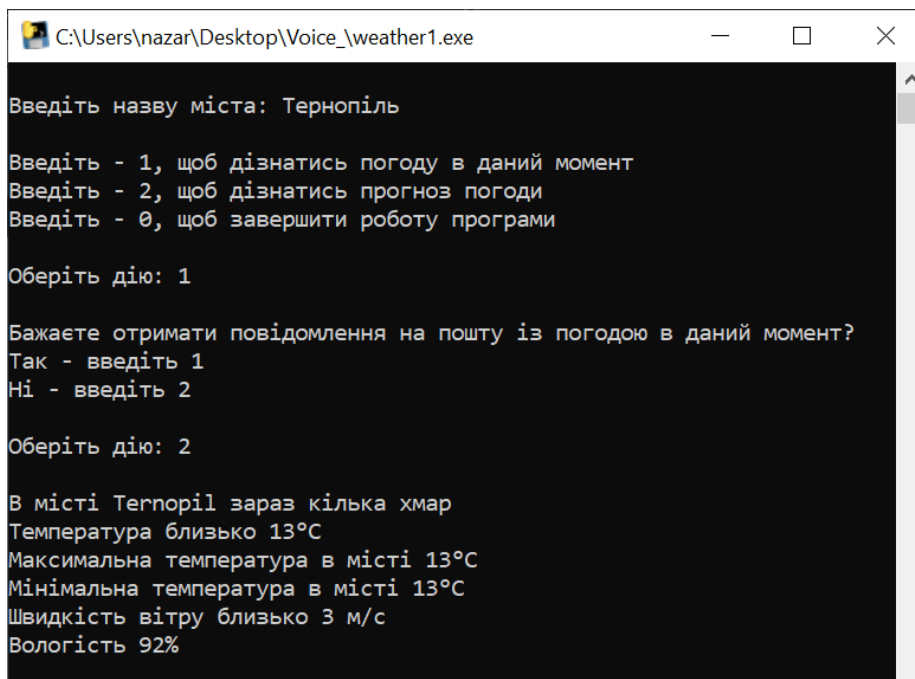 C:\Users\nazar\Desktop\Voice_\weather1.exe
Введіть назву міста: Тернопіль
Введіть - 1, щоб дізнатись погоду в даний момент
Введіть - 2, щоб дізнатись прогноз погоди
Введіть - 0, щоб завершити роботу програми
Оберіть дію: 1
Бажаєте отримати повідомлення на пошту із погодою в даний момент?
Так - введіть 1
Ні - введіть 2
Оберіть дію: 2
В місті Ternopil зараз кілька хмар
Температура близько 13°C
Максимальна температура в місті 13°C
Мінімальна температура в місті 13°C
Швидкість вітру близько 3 м/с
Вологість 92%